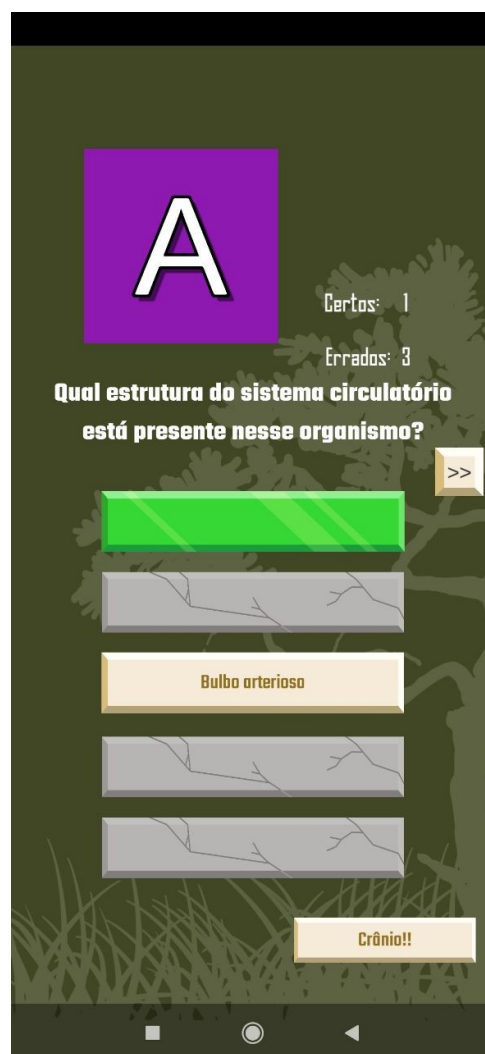 A
Certos: 1
Errados: 3
Qual estrutura do sistema circulatório
está presente nesse organismo?
>>
Bulbo arterioso
Crânio!!